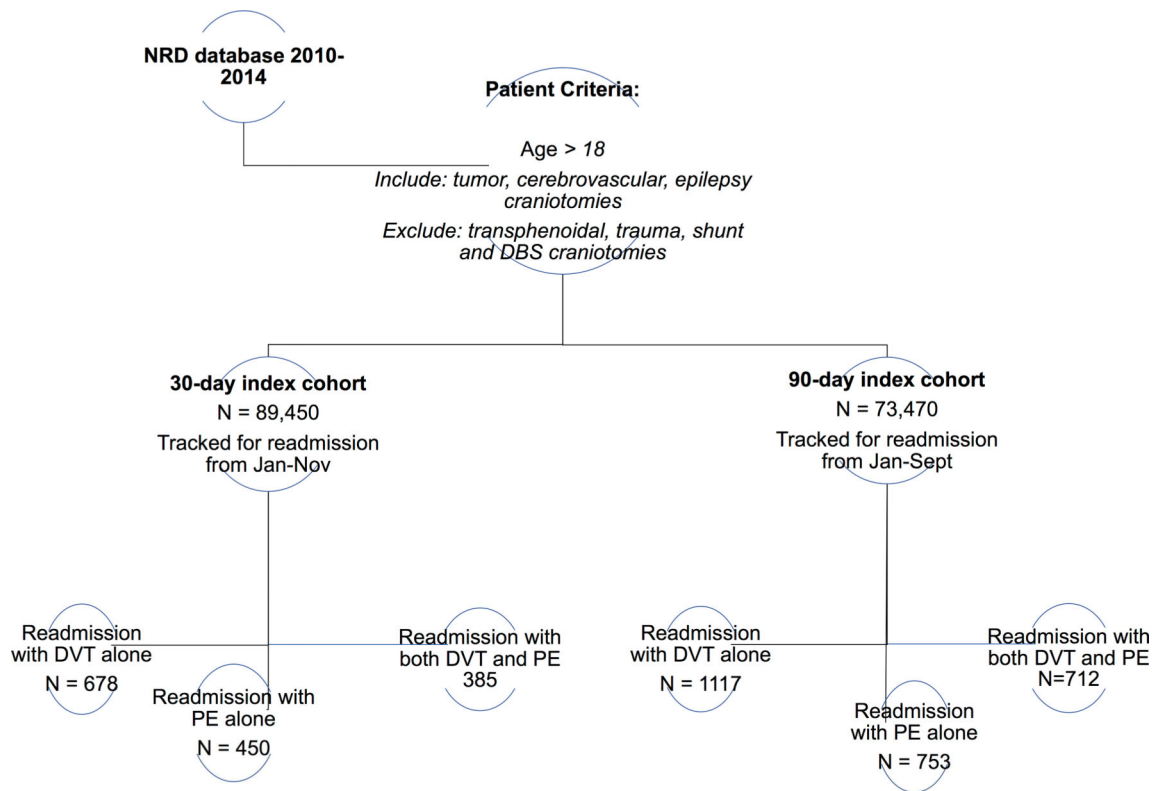 NRD database 2010-
2014
Patient Criteria:
Age > 18
Include: tumor, cerebrovascular, epilepsy
craniotomies
Exclude: transphenoidal, trauma, shunt
and DBS craniotomies
30-day index cohort
N = 89,450
Tracked for readmission
from Jan-Nov
90-day index cohort
N = 73,470
Tracked for readmission
from Jan-Sept
Readmission
with DVT alone
N = 678
Readmission with
PE alone
N = 450
Readmission with
both DVT and PE
385
Readmission
with DVT alone
N = 1117
Readmission
with PE alone
N = 753
Readmission with
both DVT and PE
N=712